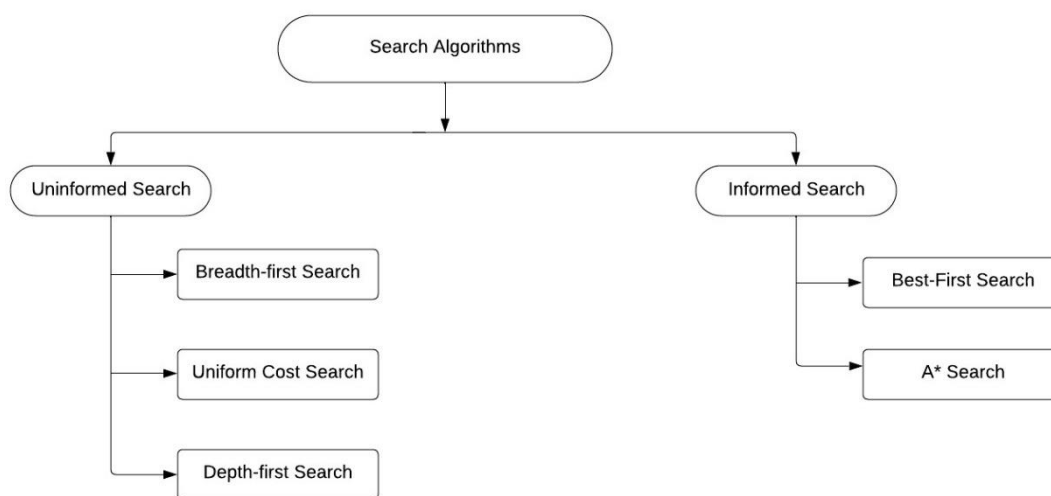 Search Algorithms
Uninformed Search
Informed Search
Breadth-first Search
Best-First Search
Uniform Cost Search
A* Search
Depth-first Search